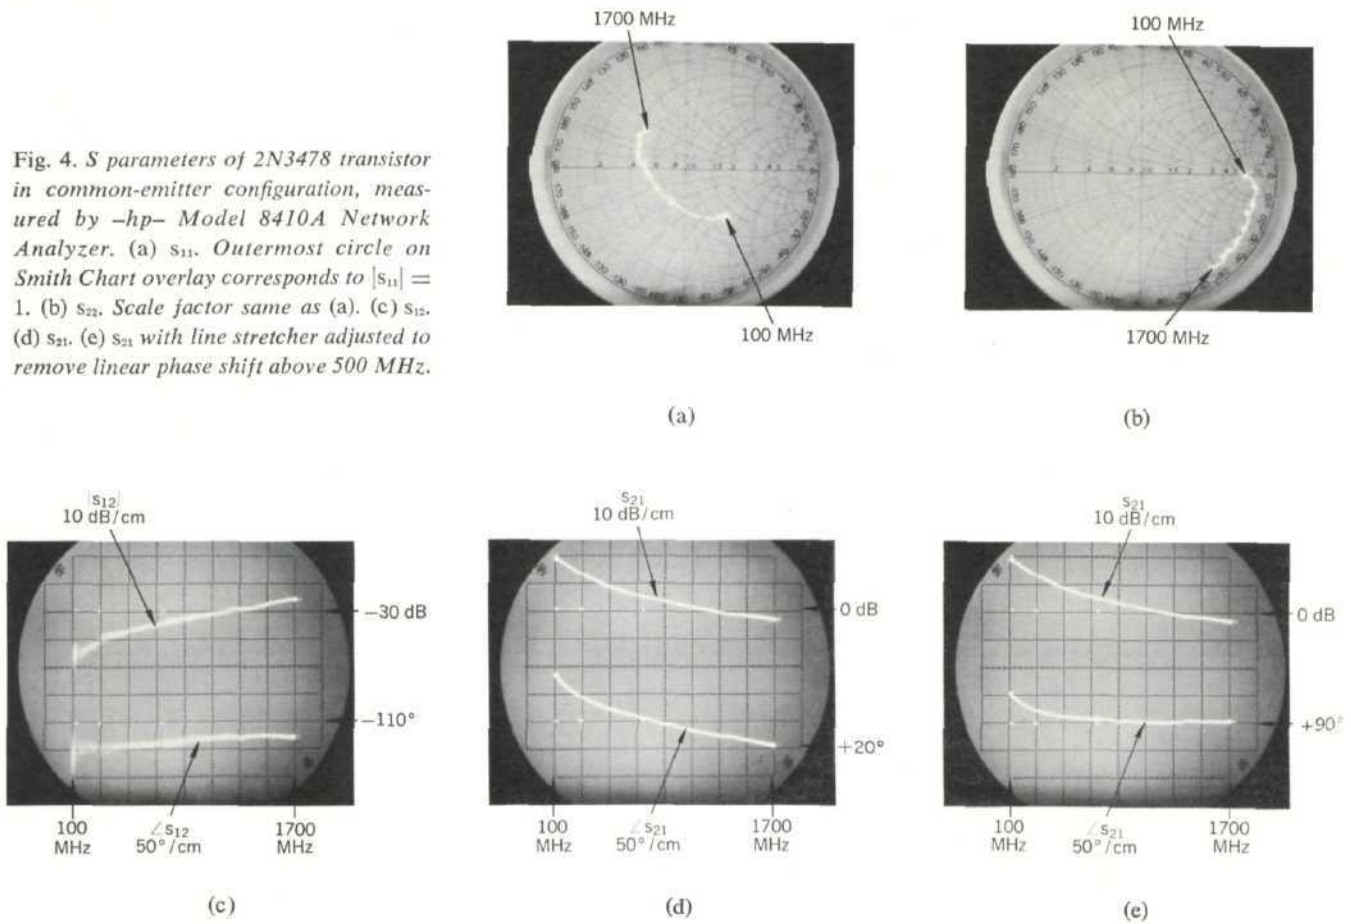 1700 MHz
100 MHz
Fig. 4. S parameters of 2N3478 transistor
in common-emitter configuration, meas-
ured by –hp– Model 8410A Network
Analyzer. (a) s₁₁. Outermost circle on
Smith Chart overlay corresponds to |s₁₁| =
1. (b) s₂₂. Scale factor same as (a). (c) s₁₂.
(d) s₂₁. (e) s₂₁ with line stretcher adjusted to
remove linear phase shift above 500 MHz.
100 MHz
1700 MHz
(a)
(b)
|s₁₂|
10 dB/cm
−30 dB
−110°
100
MHz
∠s₁₂
50°/cm
1700
MHz
(c)
s₂₁
10 dB/cm
0 dB
+20°
100
MHz
∠s₂₁
50°/cm
1700
MHz
(d)
s₂₁
10 dB/cm
0 dB
+90°
100
MHz
∠s₂₁
50°/cm
1700
MHz
(e)